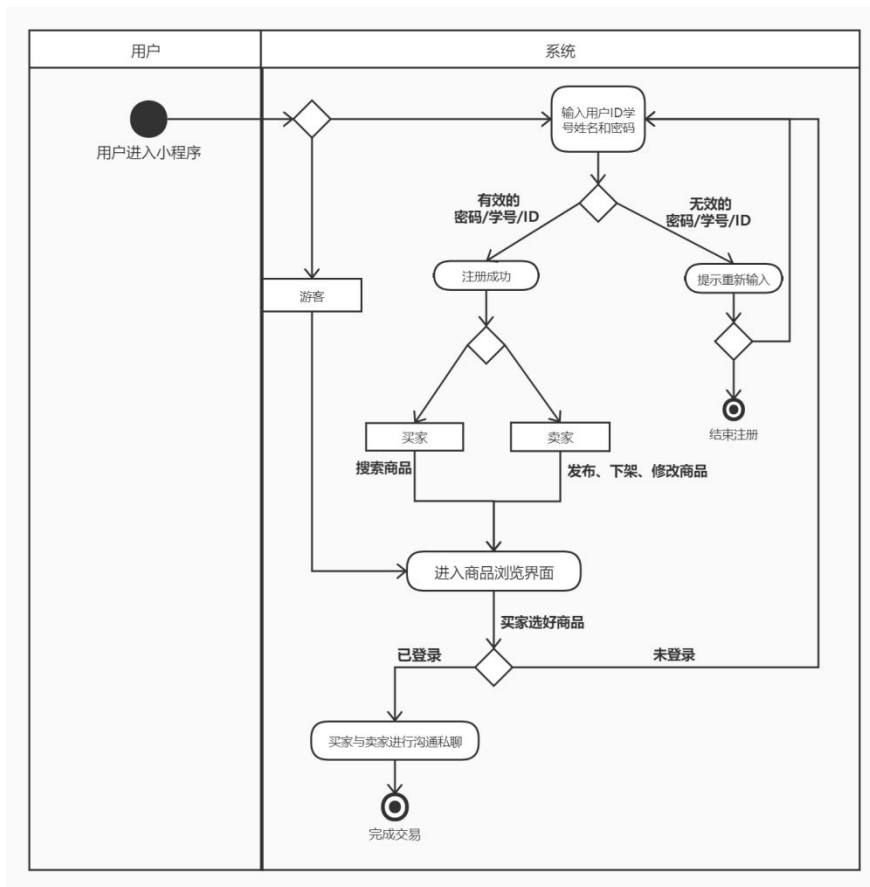 用户
系统
输入用户ID学
号姓名和密码
用户进入小程序
有效的
密码/学号/ID
无效的
密码/学号/ID
注册成功
提示重新输入
游客
买家
卖家
结束注册
搜索商品
发布、下架、修改商品
进入商品浏览界面
买家选好商品
已登录
未登录
买家与卖家进行沟通私聊
完成交易